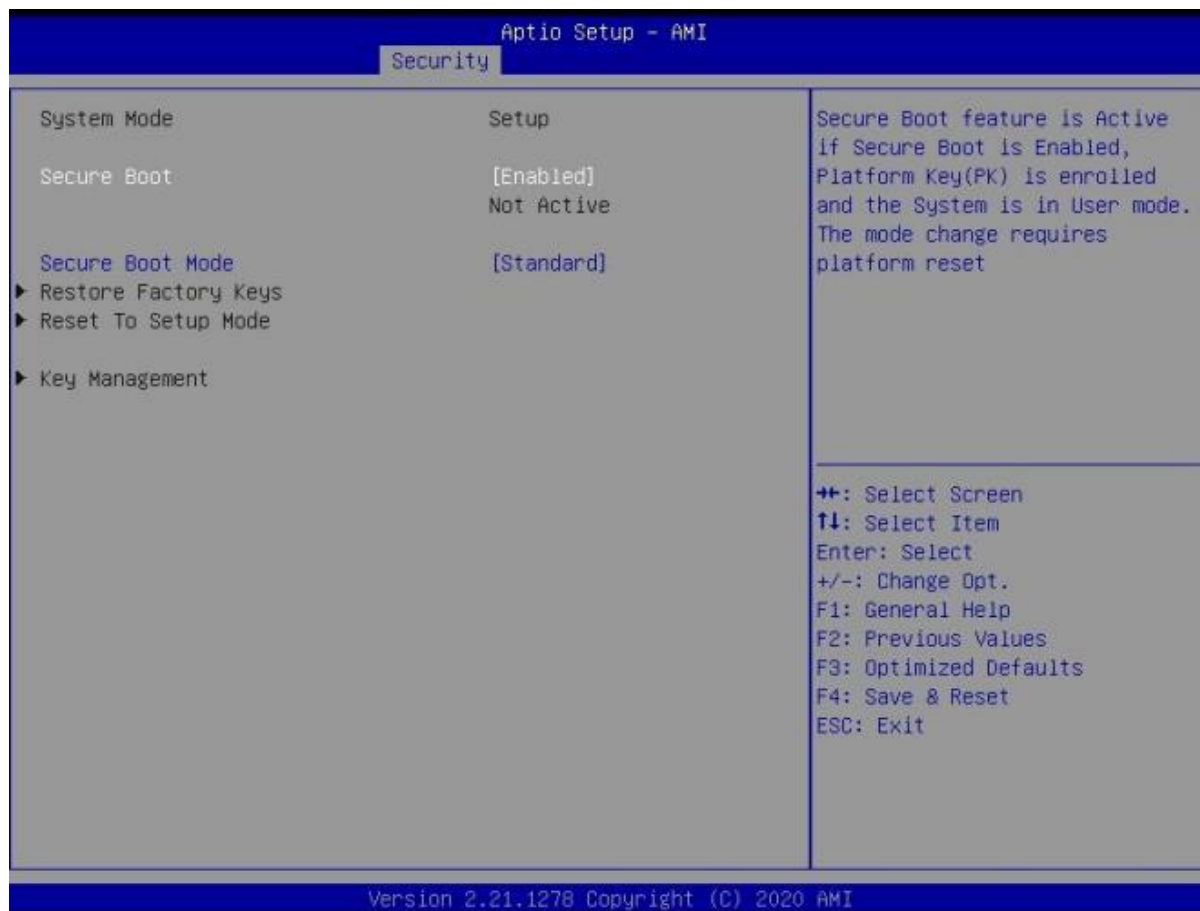 Aptio Setup - AMI
Security
System Mode Setup
Secure Boot [Enabled]
Not Active
Secure Boot Mode [Standard]
Restore Factory Keys
Reset To Setup Mode
Key Management
Secure Boot feature is Active
if Secure Boot is Enabled,
Platform Key(PK) is enrolled
and the System is in User mode.
The mode change requires
platform reset
→←: Select Screen
↑↓: Select Item
Enter: Select
+/-: Change Opt.
F1: General Help
F2: Previous Values
F3: Optimized Defaults
F4: Save & Reset
ESC: Exit
Version 2.21.1278 Copyright (C) 2020 AMI